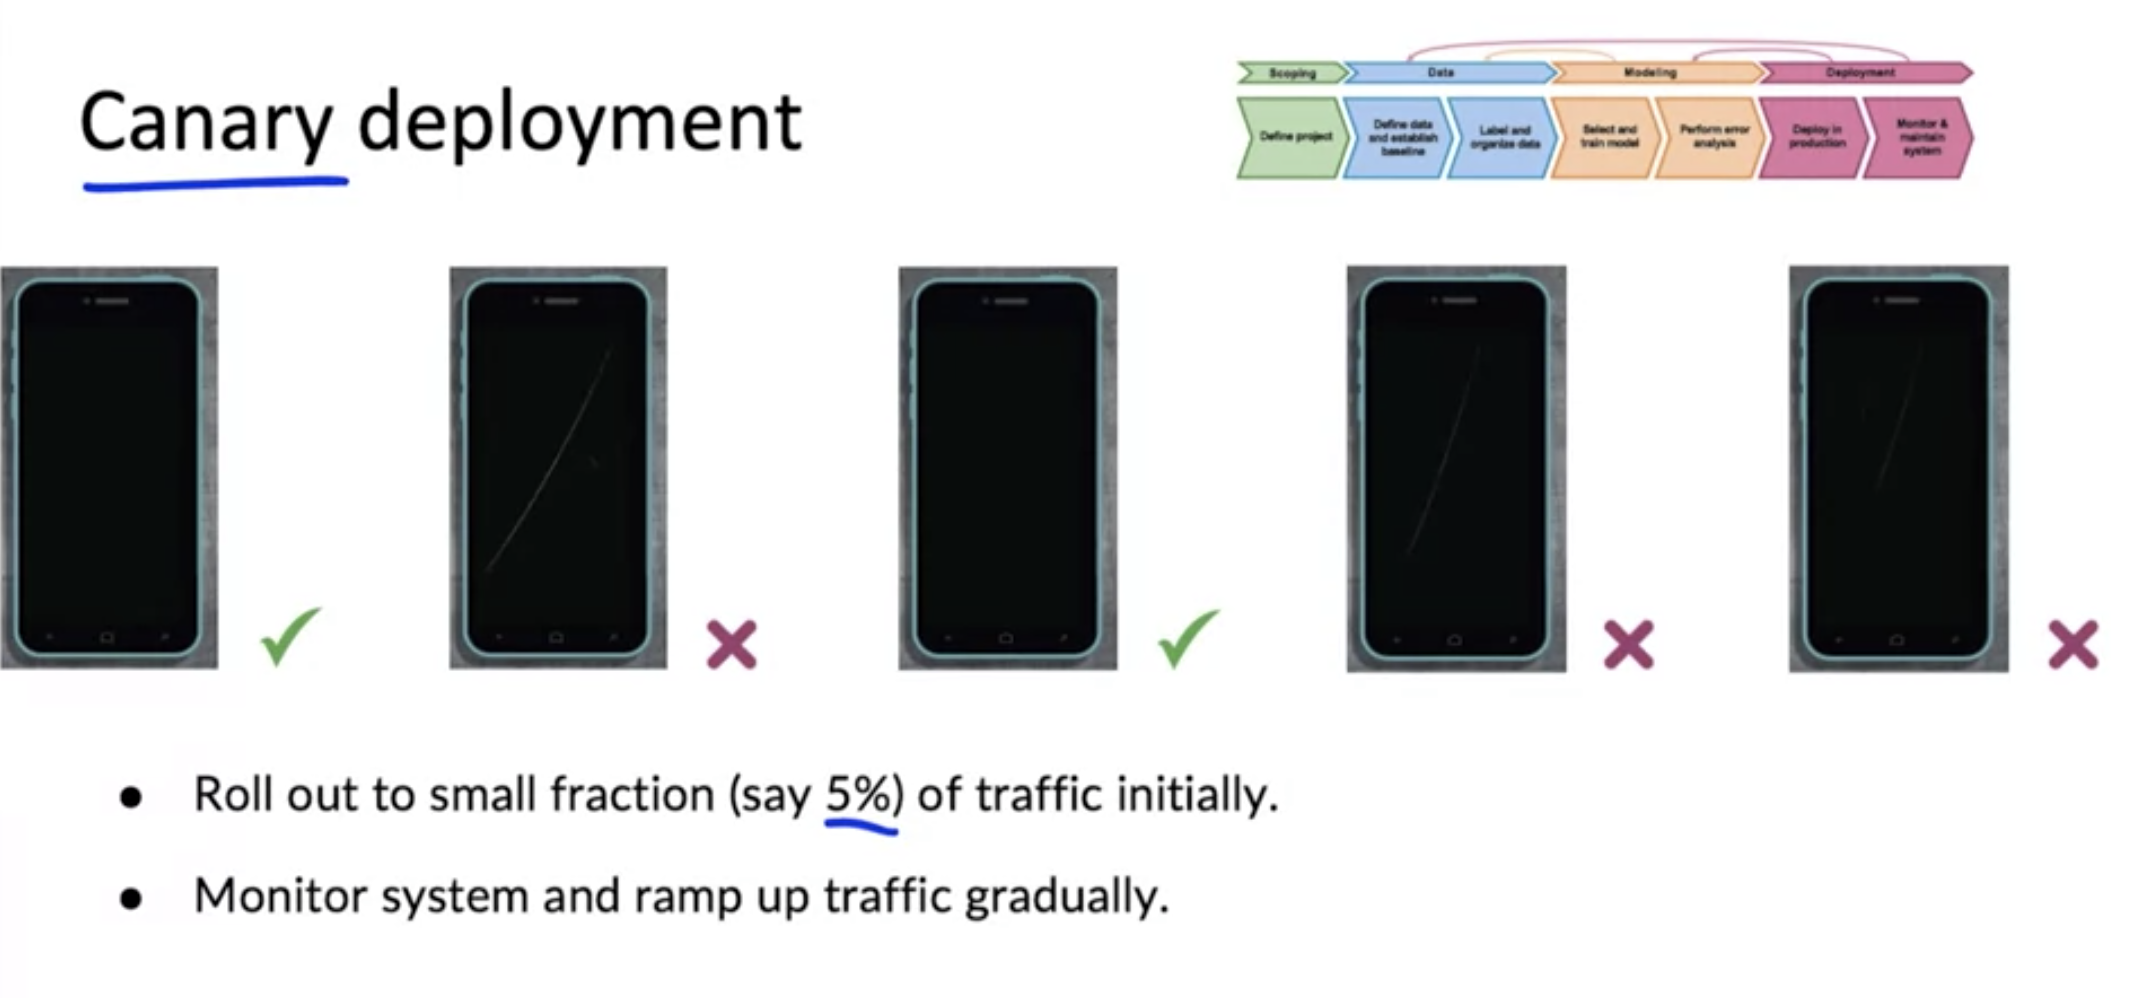 Canary deployment
Scoping
Data
Modeling
Deployment
Define project
Define data
and establish
baseline
Label and
organize data
Select and
train model
Perform error
analysis
Deploy in
production
Monitor &
maintain
system
● Roll out to small fraction (say 5%) of traffic initially.
● Monitor system and ramp up traffic gradually.